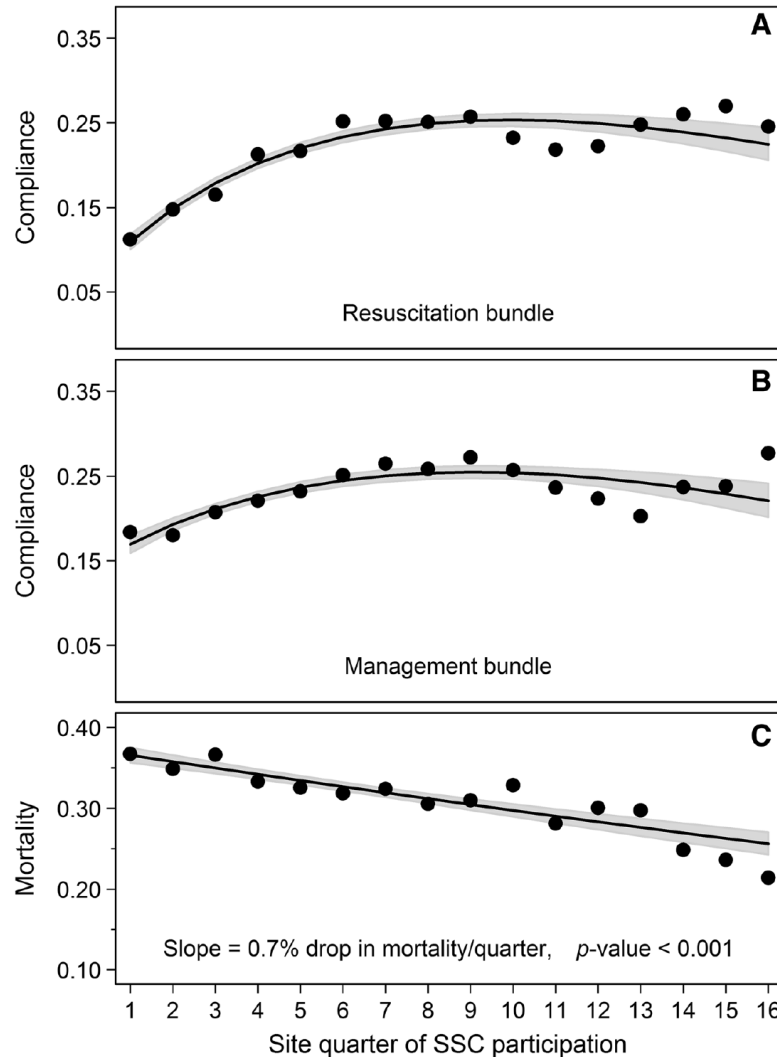 A
0.35
0.25
0.15
0.05
Compliance
Resuscitation bundle
B
0.35
0.25
0.15
0.05
Compliance
Management bundle
C
0.40
0.30
0.20
0.10
Mortality
Slope = 0.7% drop in mortality/quarter, p-value < 0.001
1 2 3 4 5 6 7 8 9 10 11 12 13 14 15 16
Site quarter of SSC participation